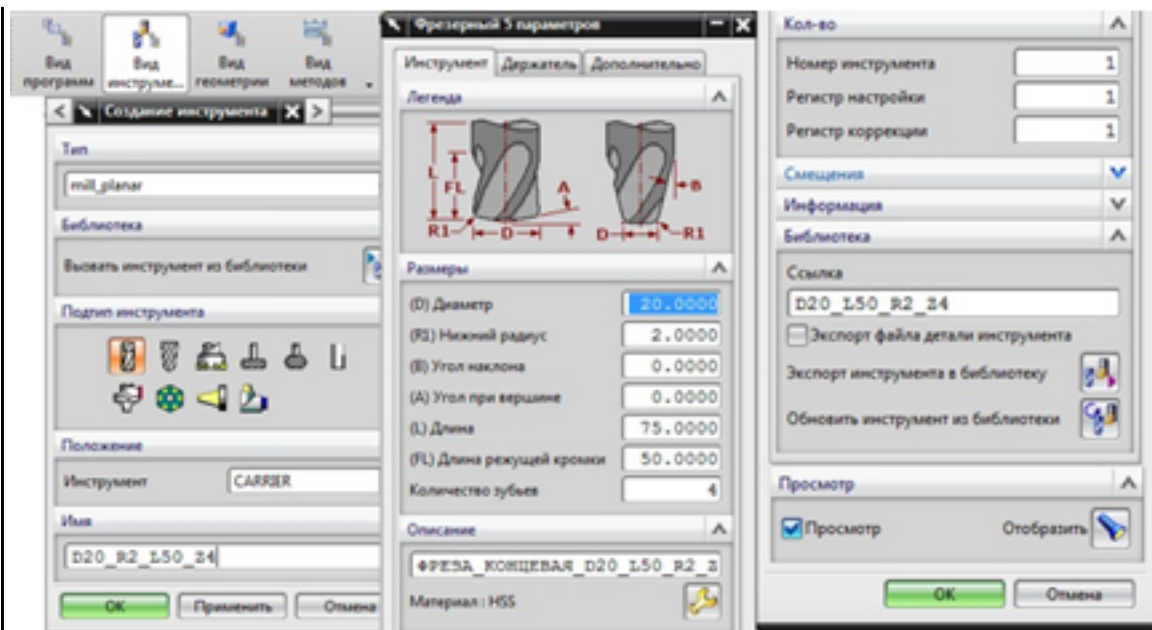 Вид программ
Вид инструме...
Вид геометрии
Вид методов
< Создание инструмента X >
Тип
mill_planar
Библиотека
Вызвать инструмент из библиотеки
Подтип инструмента
Положение
Инструмент CARRIER
Имя
D20_R2_L50_Z4
OK Применить Отмена
Фрезерный 5 параметров
Инструмент Держатель Дополнительно
Легенда
L FL A R1 D
B D R1
Размеры
(D) Диаметр 20.0000
(R1) Нижний радиус 2.0000
(B) Угол наклона 0.0000
(A) Угол при вершине 0.0000
(L) Длина 75.0000
(FL) Длина режущей кромки 50.0000
Количество зубьев 4
Описание
ФРЕЗА_КОНЦЕВАЯ_D20_L50_R2_Z
Материал : HSS
Кол-во
Номер инструмента 1
Регистр настройки 1
Регистр коррекции 1
Смещения
Информация
Библиотека
Ссылка
D20_L50_R2_Z4
Экспорт файла детали инструмента
Экспорт инструмента в библиотеку
Обновить инструмент из библиотеки
Просмотр
Просмотр Отобразить
OK Отмена